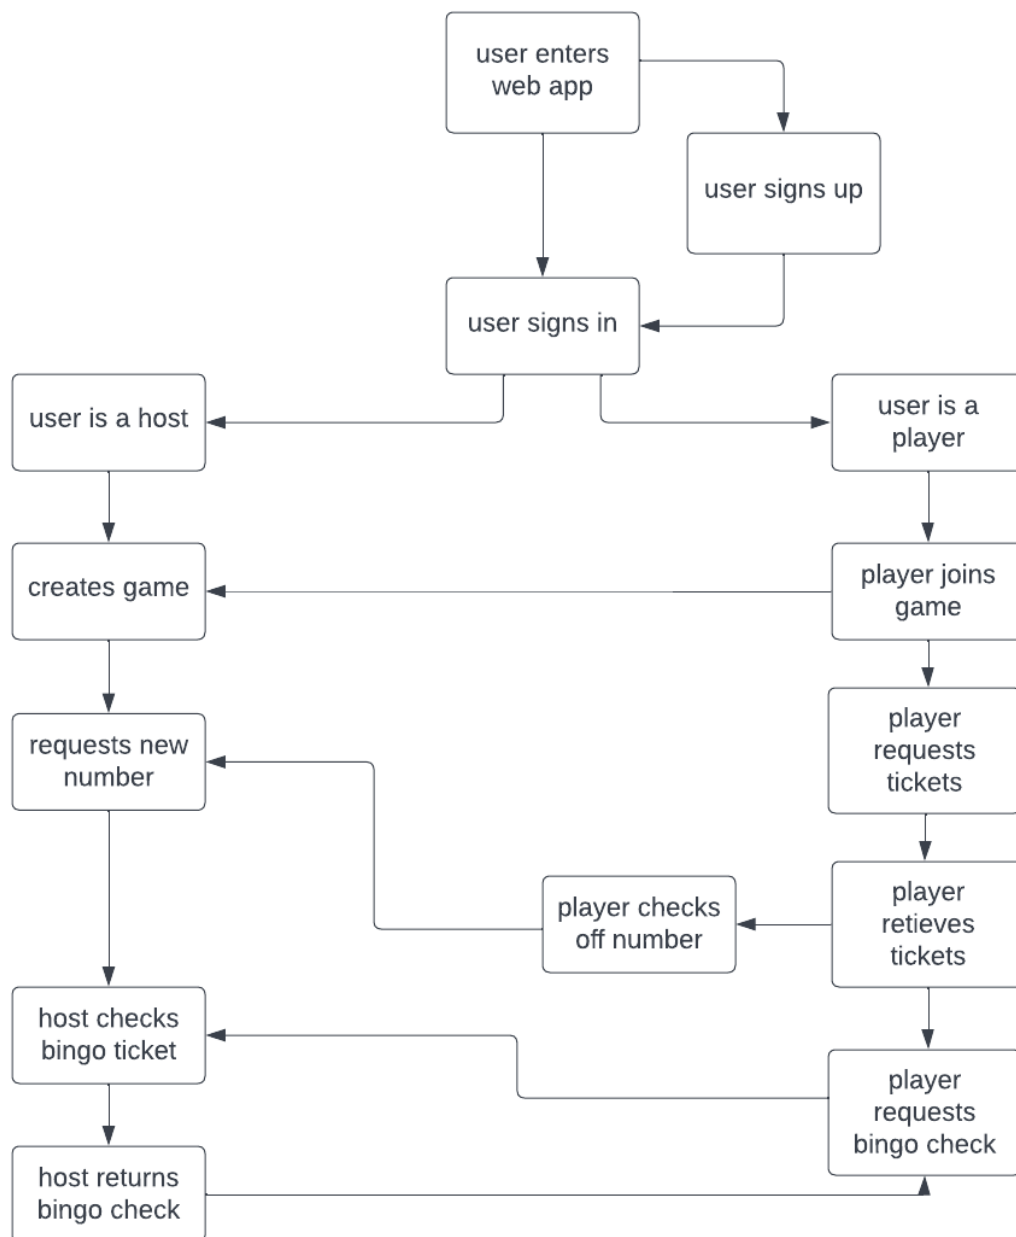 user enters
web app
user signs up
user signs in
user is a host
user is a
player
creates game
player joins
game
requests new
number
player
requests
tickets
player checks
off number
player
retieves
tickets
host checks
bingo ticket
player
requests
bingo check
host returns
bingo check